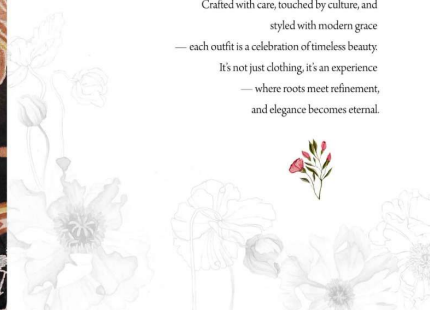 Crafted with care, touched by culture, and
styled with modern grace
— each outfit is a celebration of timeless beauty.
It's not just clothing, it's an experience
— where roots meet refinement,
and elegance becomes eternal.